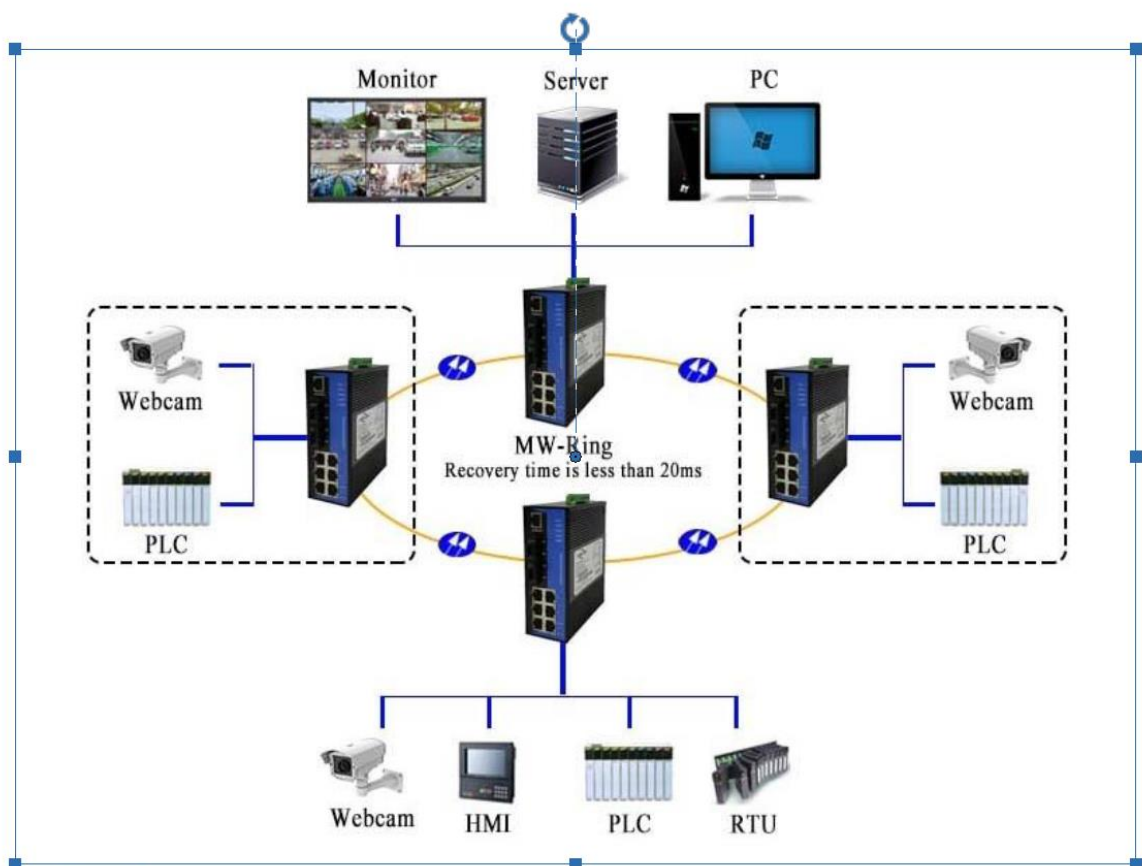 Monitor
Server
PC
Webcam
Webcam
MW-Ring
Recovery time is less than 20ms
PLC
PLC
Webcam
HMI
PLC
RTU